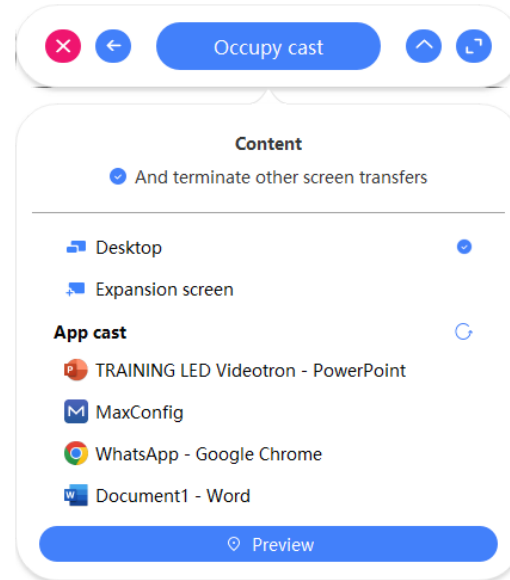 Occupy cast
Content
And terminate other screen transfers
Desktop
Expansion screen
App cast
TRAINING LED Videotron - PowerPoint
MaxConfig
WhatsApp - Google Chrome
Document1 - Word
Preview